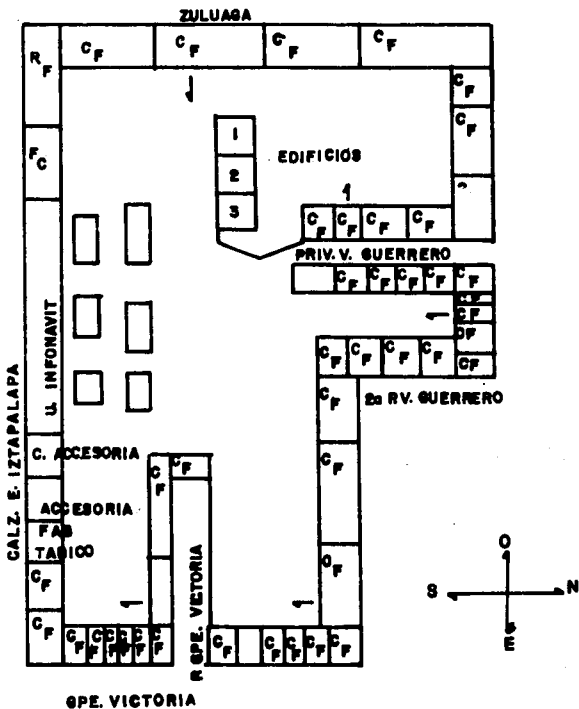 ZULUAGA
CF CF CF CF
RF
CF
CF
FC
1
EDIFICIOS
2
3
CF CF CF CF
PRIV. V. GUERRERO
CF CF CF CF CF
CF
CF
CF CF CF CF
CF
2a RV. GUERRERO
U. INFONAVIT
CALZ. E. IZTAPALAPA
CF
C. ACCESORIA
CF CF
CF
ACCESORIA
FAB
TABICO
CF
CF
CF
CF CF CF CF CF CF
R GPE. VICTORIA
CF CF CF CF
GPE. VICTORIA
O
S N
E